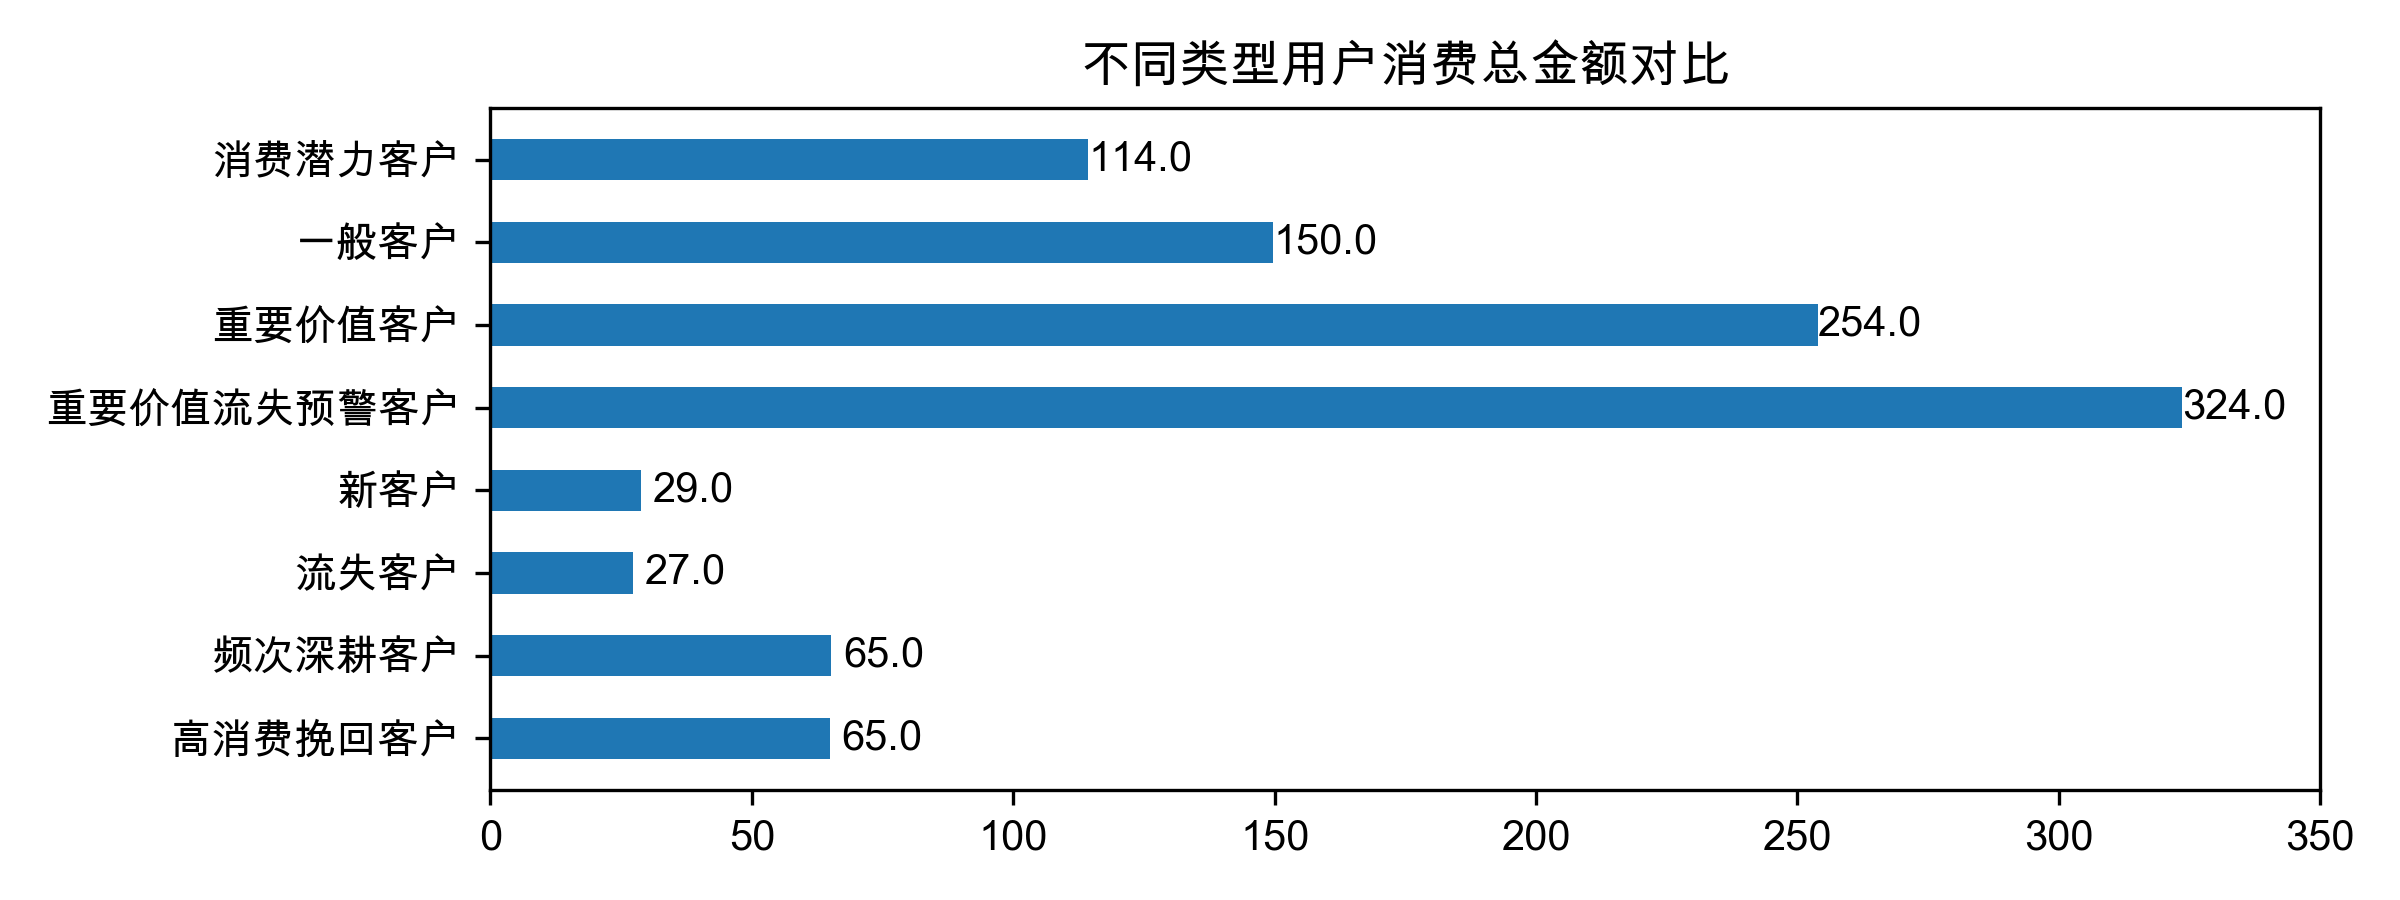 不同类型用户消费总金额对比
消费潜力客户 114.0
一般客户 150.0
重要价值客户 254.0
重要价值流失预警客户 324.0
新客户 29.0
流失客户 27.0
频次深耕客户 65.0
高消费挽回客户 65.0
0 50 100 150 200 250 300 350